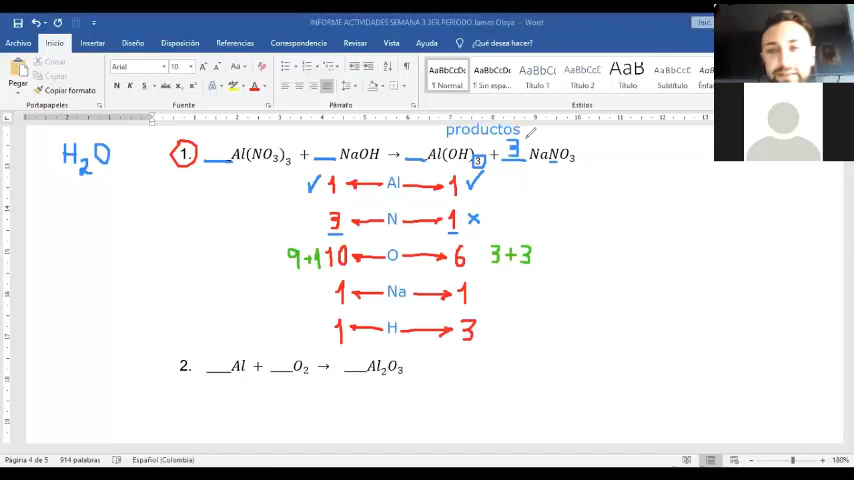 INFORME ACTIVIDADES SEMANA 3 3ER PERIODO James Olaya - Word
Inic.
Archivo Inicio Insertar Diseño Disposición Referencias Correspondencia Revisar Vista Ayuda ¿Qué desea hacer?
Pegar
Cortar
Copiar
Copiar formato
Portapapeles
Arial 10
N K S
Fuente
Párrafo
AaBbCcDc AaBbCcDc AaBbCc AaBbCcC AaB AaBbCcD
¶ Normal ¶ Sin espa... Título 1 Título 2 Título Subtítulo
Estilos
productos
H2O
1. ___Al(NO3)3 + ___NaOH → ___Al(OH)3 + 3 NaNO3
✓ 1 ← Al → 1 ✓
3 ← N → 1 x
9+1 10 ← O → 6 3+3
1 ← Na → 1
1 ← H → 3
2. ___Al + ___O2 → ___Al2O3
Página 4 de 5 914 palabras Español (Colombia) 180%